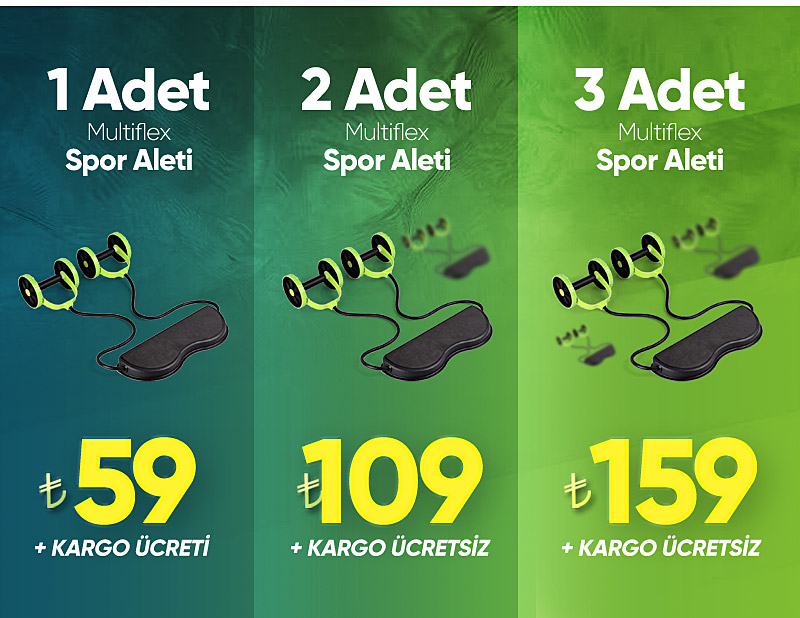 1 Adet
Multiflex
Spor Aleti
₺59
+ KARGO ÜCRETİ
2 Adet
Multiflex
Spor Aleti
₺109
+ KARGO ÜCRETSİZ
3 Adet
Multiflex
Spor Aleti
₺159
+ KARGO ÜCRETSİZ